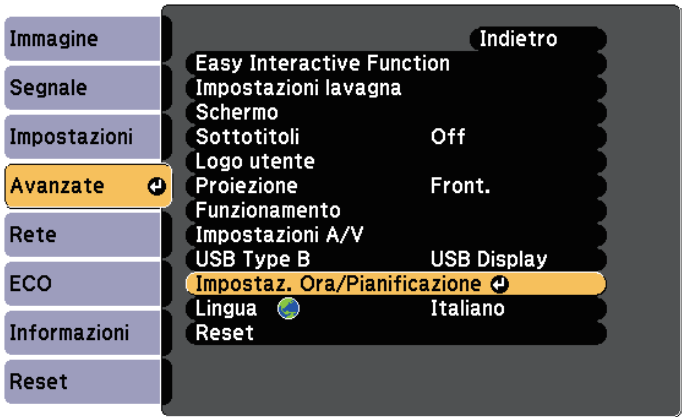 Immagine
Segnale
Impostazioni
Avanzate
Rete
ECO
Informazioni
Reset
Indietro
Easy Interactive Function
Impostazioni lavagna
Schermo
Sottotitoli Off
Logo utente
Proiezione Front.
Funzionamento
Impostazioni A/V
USB Type B USB Display
Impostaz. Ora/Pianificazione
Lingua Italiano
Reset